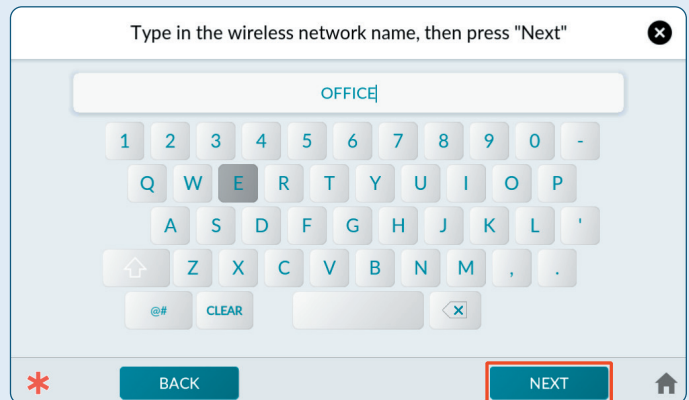 Type in the wireless network name, then press "Next"
OFFICE
1 2 3 4 5 6 7 8 9 0 -
Q W E R T Y U I O P
A S D F G H J K L '
Z X C V B N M , .
@# CLEAR
BACK NEXT